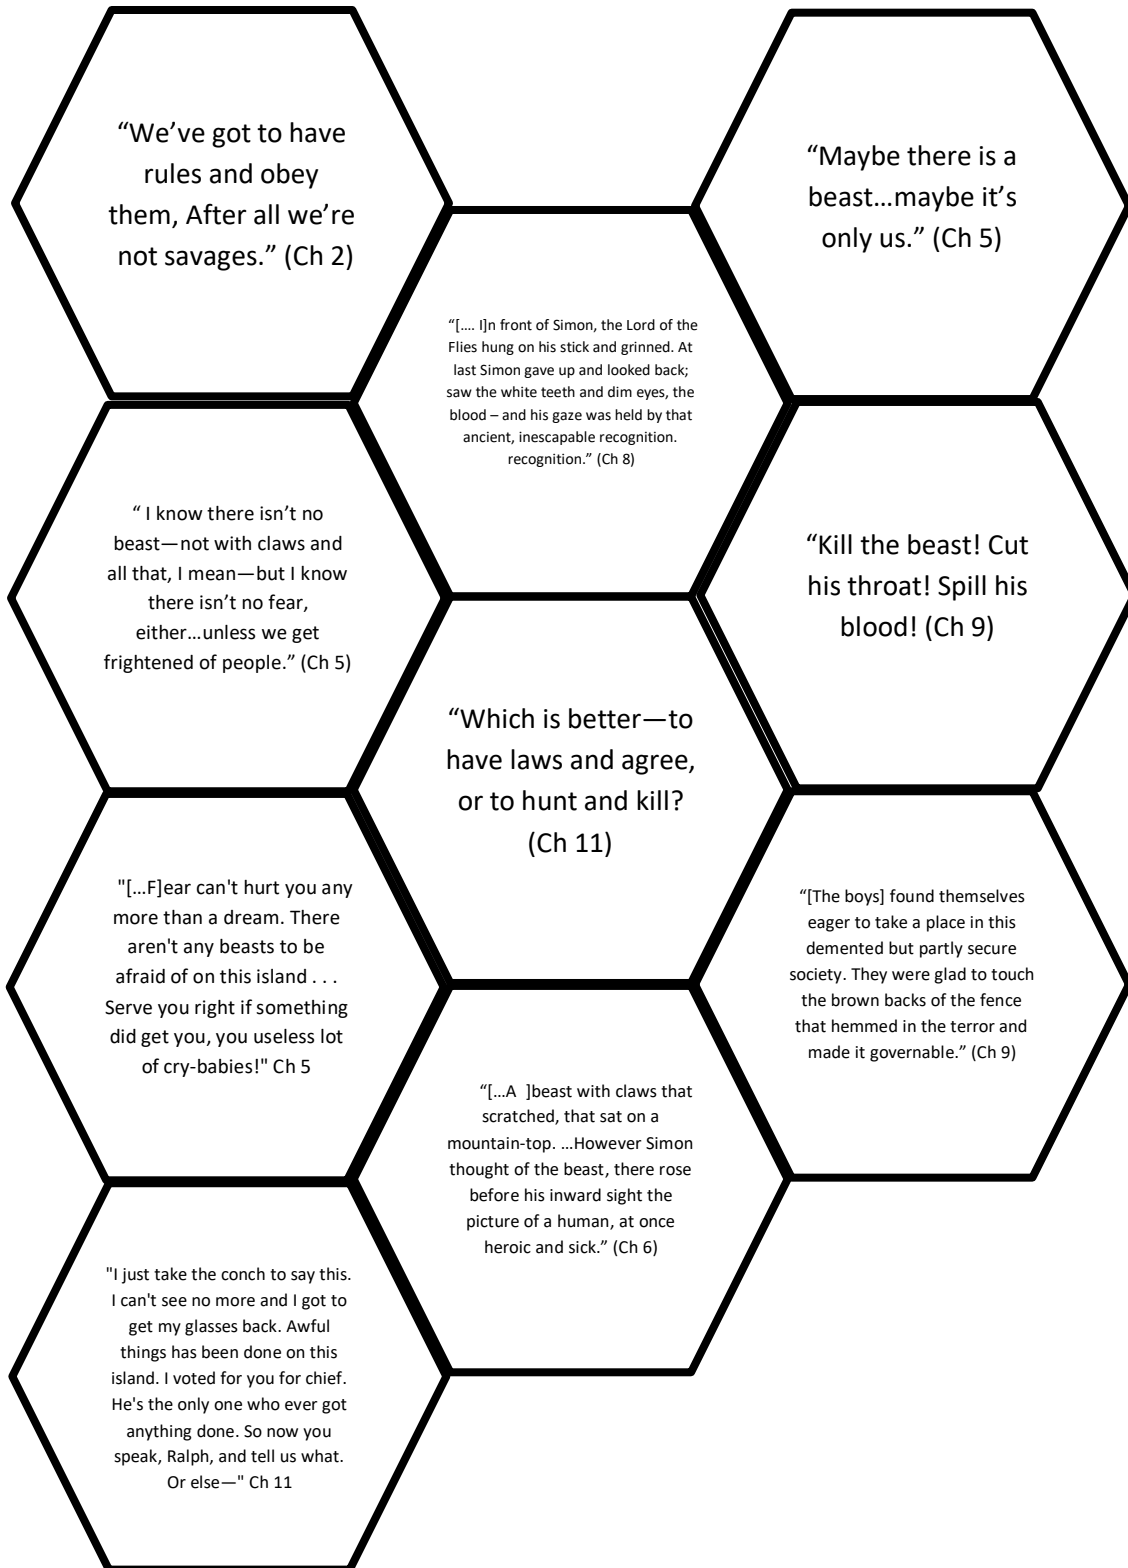 “We’ve got to have
rules and obey
them, After all we’re
not savages.” (Ch 2)
“Maybe there is a
beast…maybe it’s
only us.” (Ch 5)
“[.... I]n front of Simon, the Lord of the
Flies hung on his stick and grinned. At
last Simon gave up and looked back;
saw the white teeth and dim eyes, the
blood – and his gaze was held by that
ancient, inescapable recognition.
recognition.” (Ch 8)
“ I know there isn’t no
beast—not with claws and
all that, I mean—but I know
there isn’t no fear,
either…unless we get
frightened of people.” (Ch 5)
“Kill the beast! Cut
his throat! Spill his
blood! (Ch 9)
“Which is better—to
have laws and agree,
or to hunt and kill?
(Ch 11)
"[...F]ear can't hurt you any
more than a dream. There
aren't any beasts to be
afraid of on this island . . .
Serve you right if something
did get you, you useless lot
of cry-babies!" Ch 5
“[The boys] found themselves
eager to take a place in this
demented but partly secure
society. They were glad to touch
the brown backs of the fence
that hemmed in the terror and
made it governable.” (Ch 9)
“[…A  ]beast with claws that
scratched, that sat on a
mountain-top. …However Simon
thought of the beast, there rose
before his inward sight the
picture of a human, at once
heroic and sick.” (Ch 6)
"I just take the conch to say this.
I can't see no more and I got to
get my glasses back. Awful
things has been done on this
island. I voted for you for chief.
He's the only one who ever got
anything done. So now you
speak, Ralph, and tell us what.
Or else—" Ch 11